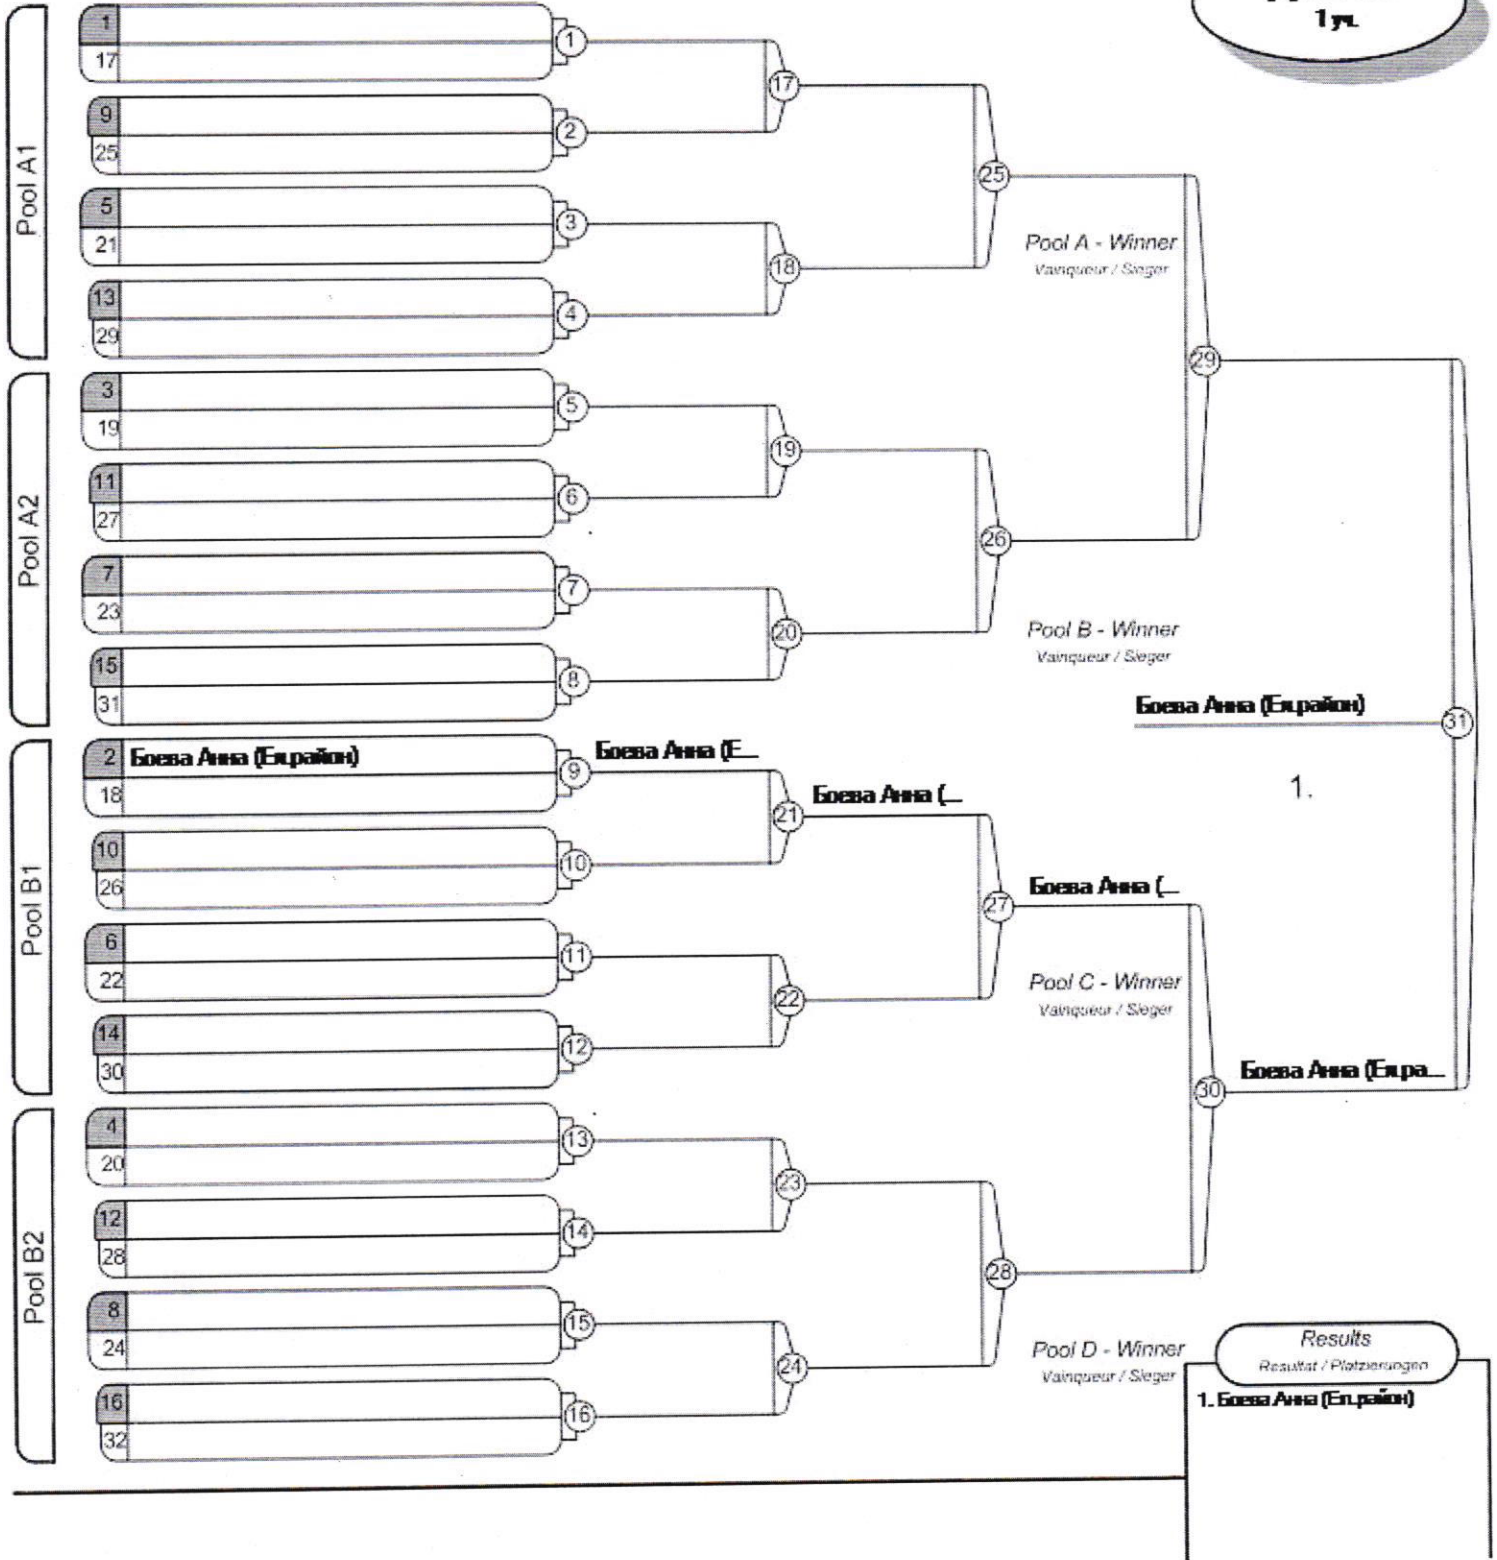 1 уч.
Pool A1
1
17
1
9
25
2
17
5
21
3
13
29
4
18
25
Pool A - Winner
Vainqueur / Sieger
Pool A2
3
19
5
11
27
6
19
7
23
7
15
31
8
20
26
29
Pool B - Winner
Vainqueur / Sieger
Боева Анна (Ел.район)
31
1.
Pool B1
2 Боева Анна (Ел.район)
18
9
Боева Анна (Е...
10
26
10
21
Боева Анна (...
6
22
11
14
30
12
22
27
Боева Анна (...
Pool C - Winner
Vainqueur / Sieger
30
Боева Анна (Ел.ра...
Pool B2
4
20
13
12
28
14
23
8
24
15
16
32
16
24
28
Pool D - Winner
Vainqueur / Sieger
Results
Resultat / Platzierungen
1. Боева Анна (Ел.район)